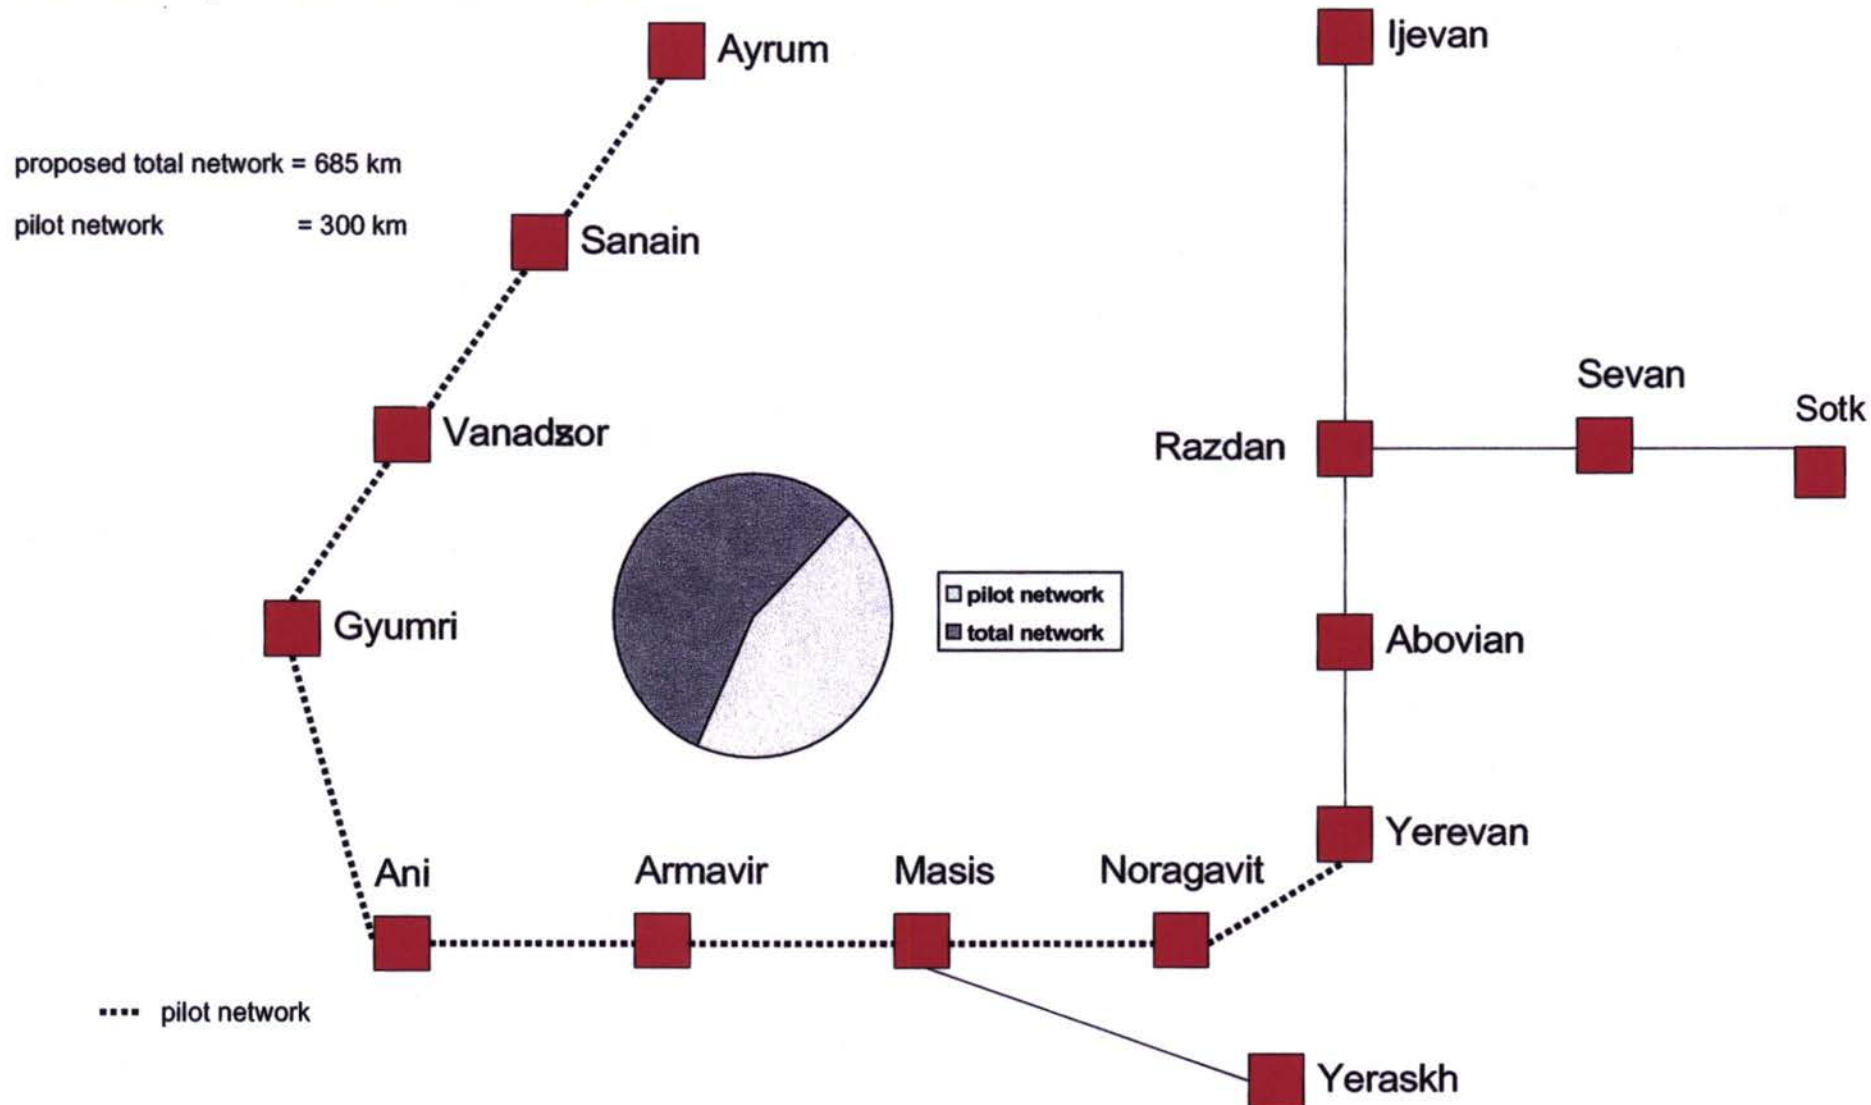 Ayrum
Ijevan
proposed total network = 685 km
pilot network = 300 km
Sanain
Sevan
Sotk
Razdan
Gyumri
pilot network
total network
Abovian
Yerevan
Ani
Armavir
Masis
Noragavit
pilot network
Yeraskh